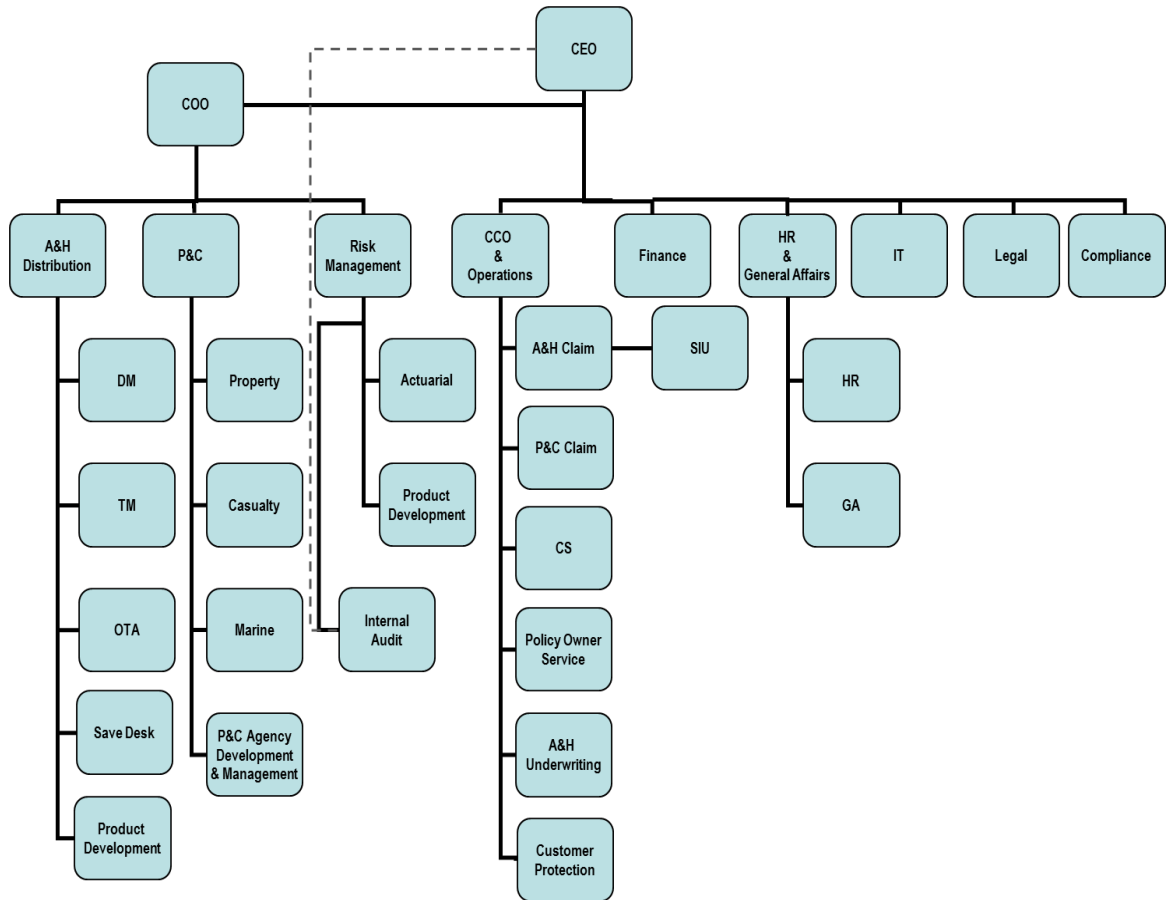 CEO
COO
A&H
Distribution
P&C
Risk
Management
CCO
&
Operations
Finance
HR
&
General Affairs
IT
Legal
Compliance
DM
Property
Actuarial
A&H Claim
SIU
HR
P&C Claim
TM
Casualty
Product
Development
GA
CS
OTA
Marine
Internal
Audit
Policy Owner
Service
Save Desk
P&C Agency
Development
& Management
A&H
Underwriting
Product
Development
Customer
Protection